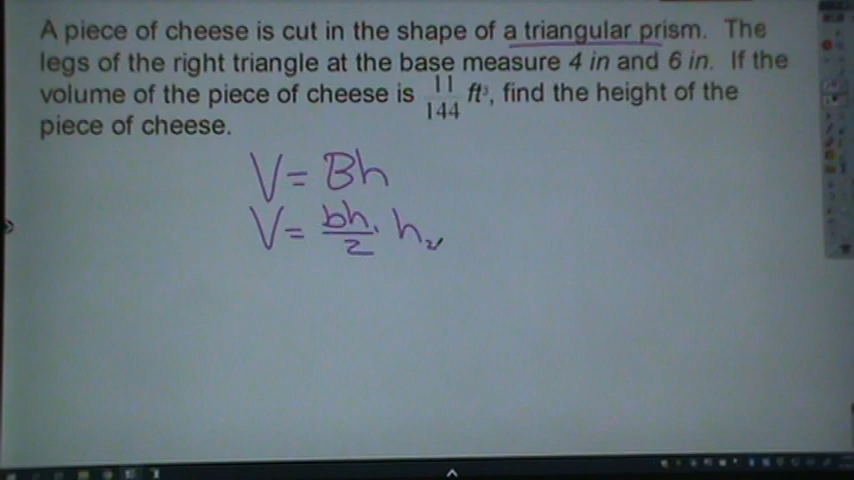 A piece of cheese is cut in the shape of a triangular prism. The
legs of the right triangle at the base measure 4 in and 6 in. If the
volume of the piece of cheese is 11/144 ft³, find the height of the
piece of cheese.
V = Bh
V = bh₁/2 · h₂